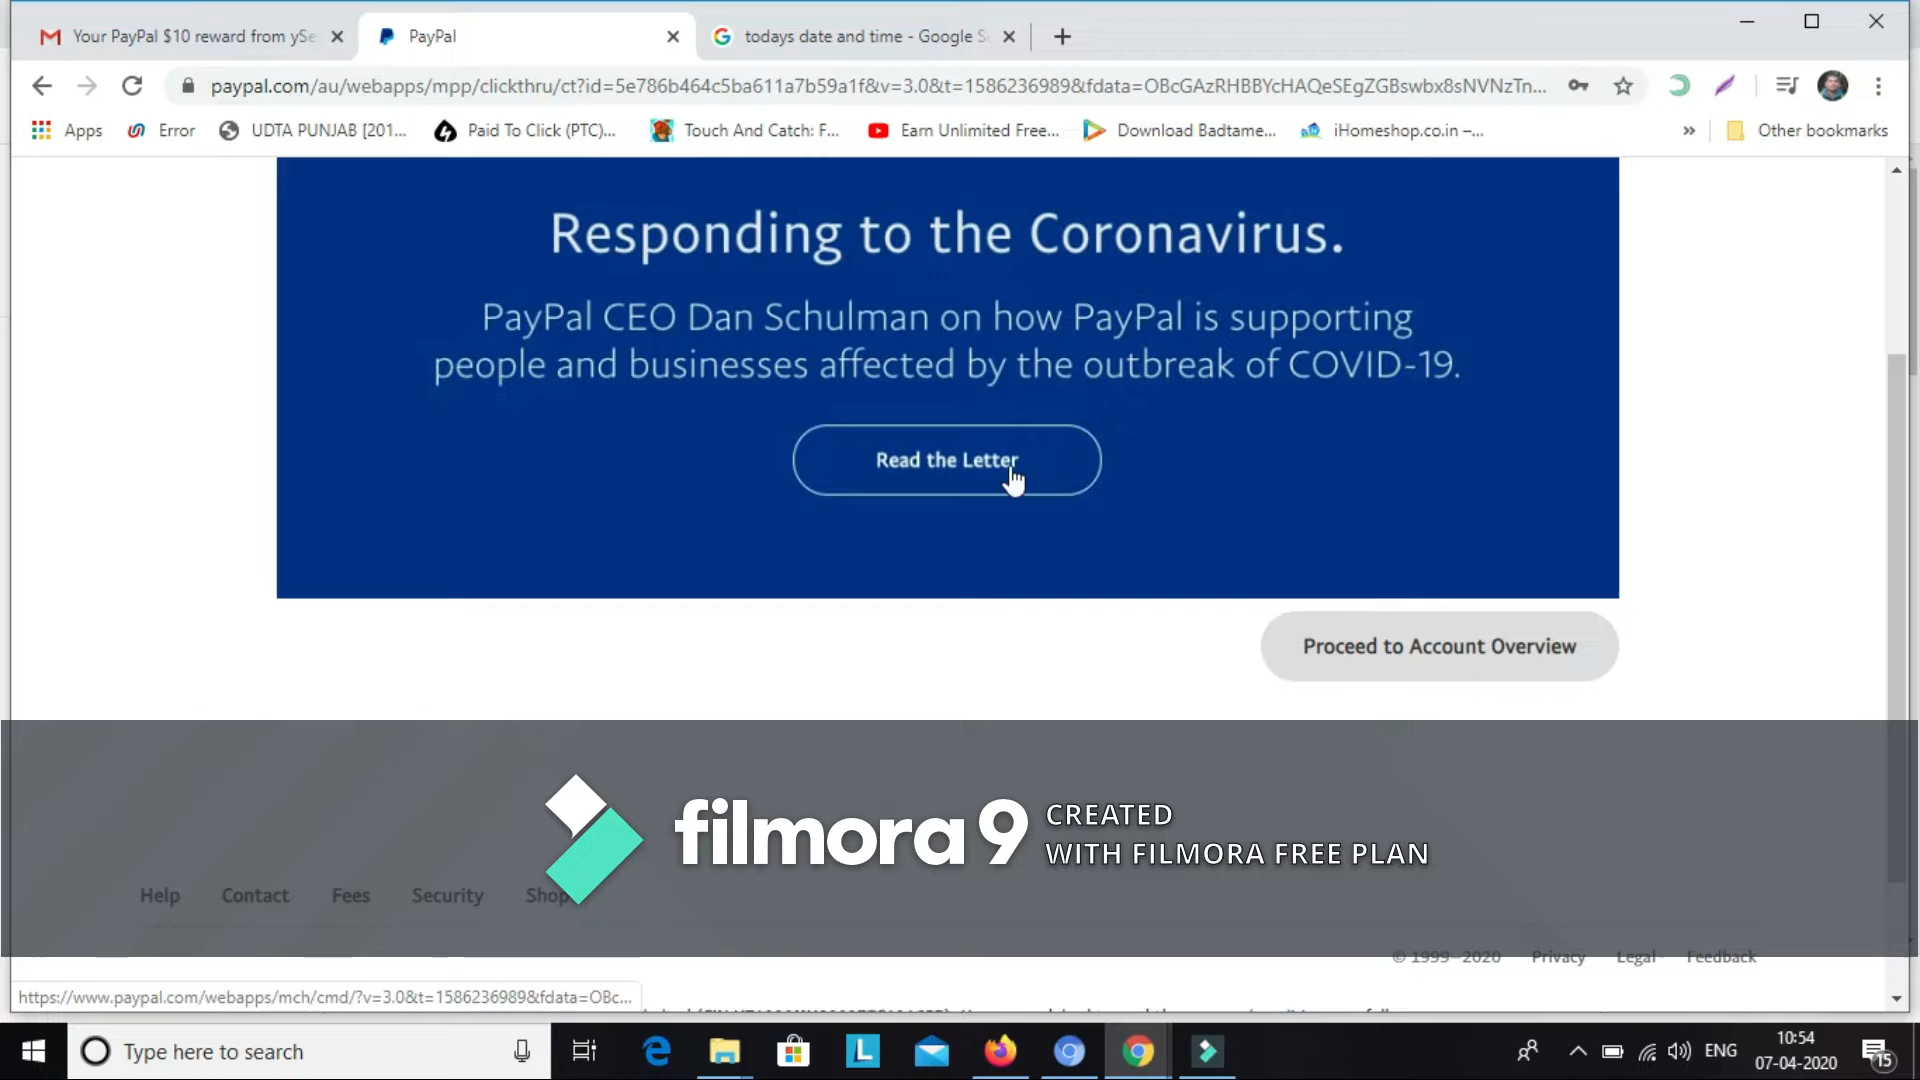 Your PayPal $10 reward from ySe
PayPal
todays date and time - Google S
paypal.com/au/webapps/mpp/clickthru/ct?id=5e786b464c5ba611a7b59a1f&v=3.0&t=1586236989&fdata=OBcGAzRHBBYcHAQeSEgZGBswbx8sNVNzTn...
Apps
Error
UDTA PUNJAB [201...
Paid To Click (PTC)...
Touch And Catch: F...
Earn Unlimited Free...
Download Badtame...
iHomeshop.co.in –...
Other bookmarks
Responding to the Coronavirus.
PayPal CEO Dan Schulman on how PayPal is supporting
people and businesses affected by the outbreak of COVID-19.
Read the Letter
Proceed to Account Overview
filmora 9
CREATED
WITH FILMORA FREE PLAN
Help
Contact
Fees
Security
Shop
© 1999–2020
Privacy
Legal
Feedback
https://www.paypal.com/webapps/mch/cmd/?v=3.0&t=1586236989&fdata=OBc...
Type here to search
ENG
10:54
07-04-2020
15